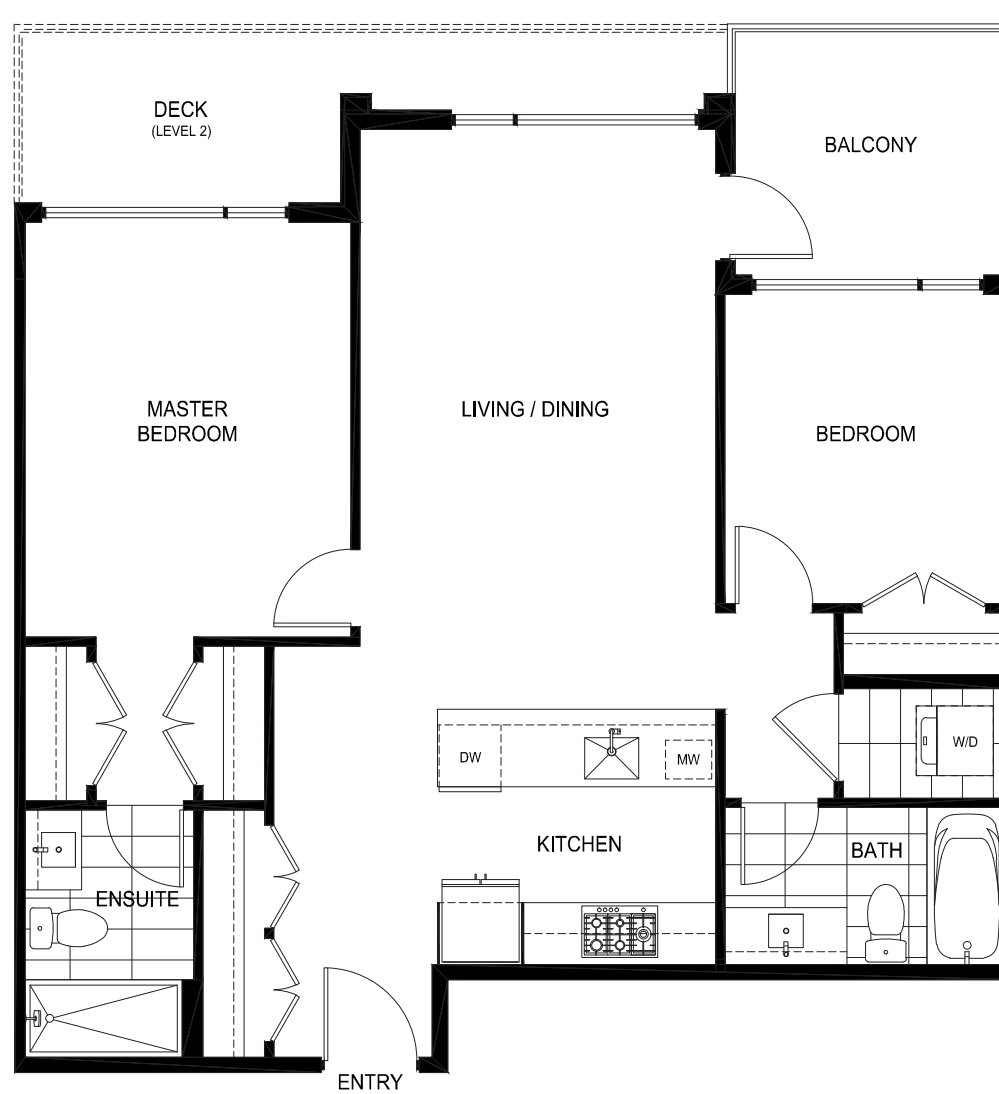 DECK
(LEVEL 2)
BALCONY
MASTER
BEDROOM
LIVING / DINING
BEDROOM
W/D
DW
MW
KITCHEN
BATH
ENSUITE
ENTRY